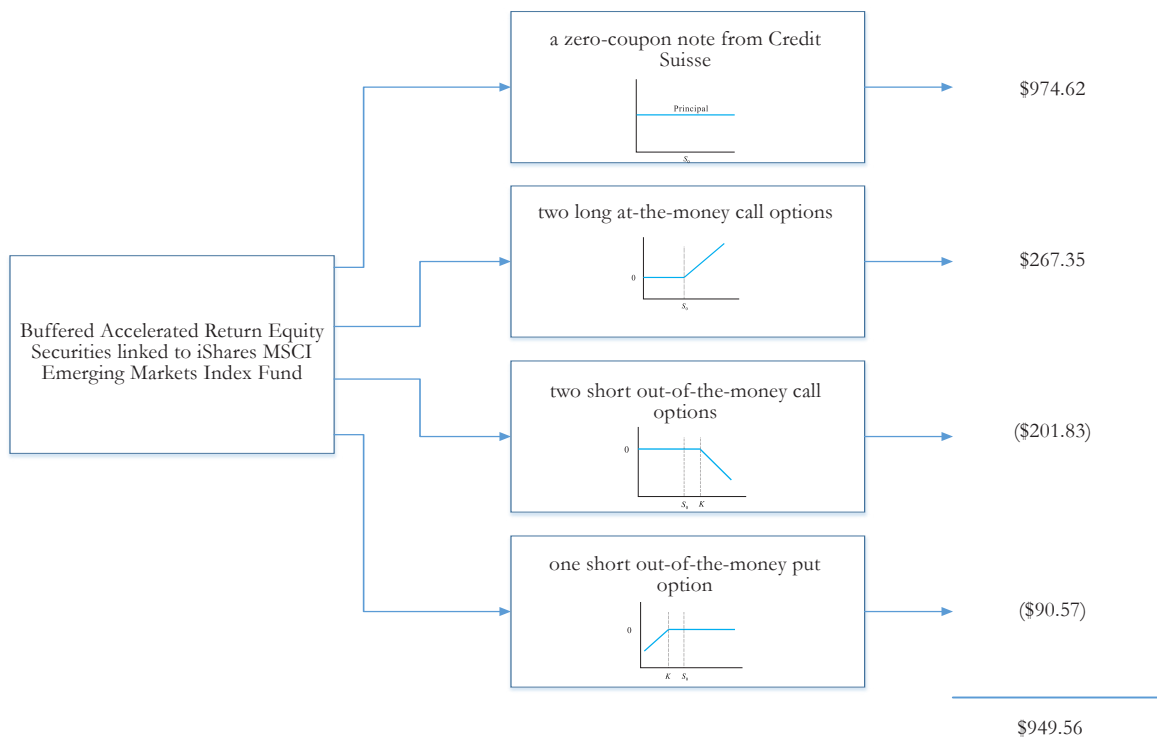 a zero-coupon note from Credit
Suisse
Principal
S₀
$974.62
two long at-the-money call options
0
S₀
$267.35
Buffered Accelerated Return Equity
Securities linked to iShares MSCI
Emerging Markets Index Fund
two short out-of-the-money call
options
0
S₀ K
($201.83)
one short out-of-the-money put
option
0
K S₀
($90.57)
$949.56